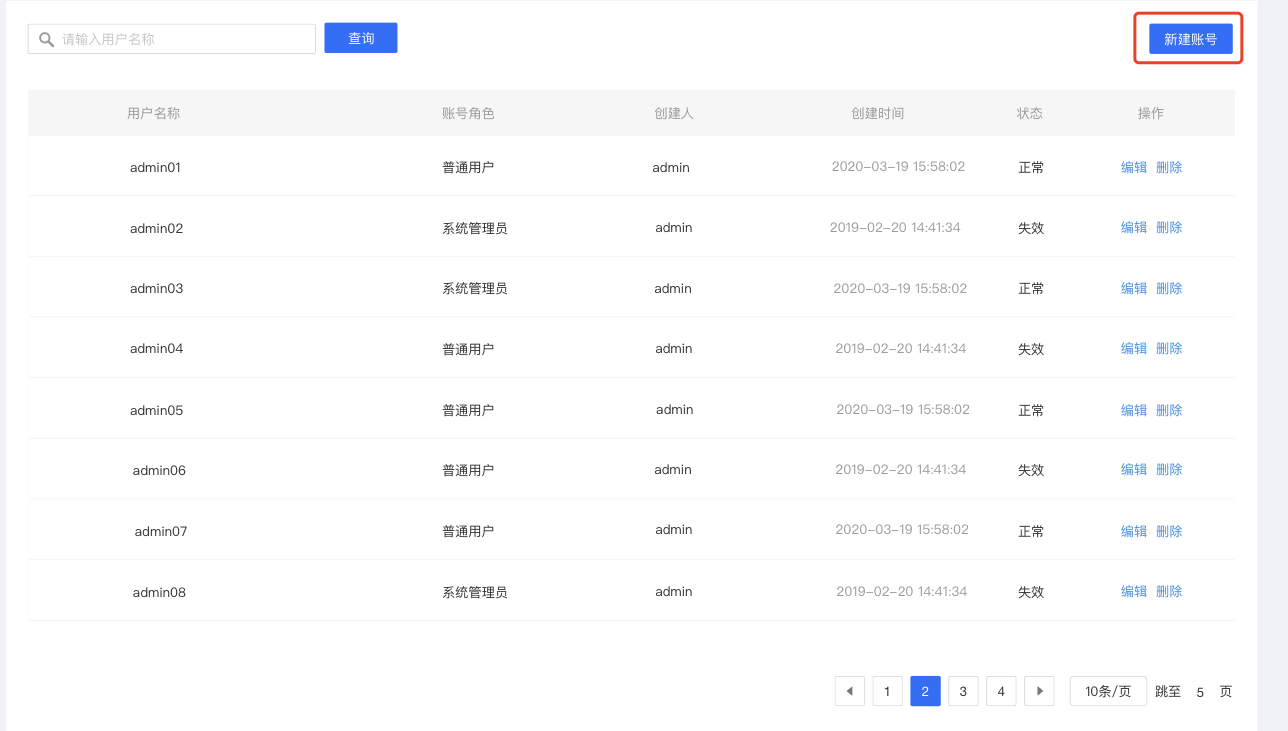 请输入用户名称 查询 新建账号
用户名称 账号角色 创建人 创建时间 状态 操作
admin01 普通用户 admin 2020-03-19 15:58:02 正常 编辑 删除
admin02 系统管理员 admin 2019-02-20 14:41:34 失效 编辑 删除
admin03 系统管理员 admin 2020-03-19 15:58:02 正常 编辑 删除
admin04 普通用户 admin 2019-02-20 14:41:34 失效 编辑 删除
admin05 普通用户 admin 2020-03-19 15:58:02 正常 编辑 删除
admin06 普通用户 admin 2019-02-20 14:41:34 失效 编辑 删除
admin07 普通用户 admin 2020-03-19 15:58:02 正常 编辑 删除
admin08 系统管理员 admin 2019-02-20 14:41:34 失效 编辑 删除
1 2 3 4 10条/页 跳至 5 页